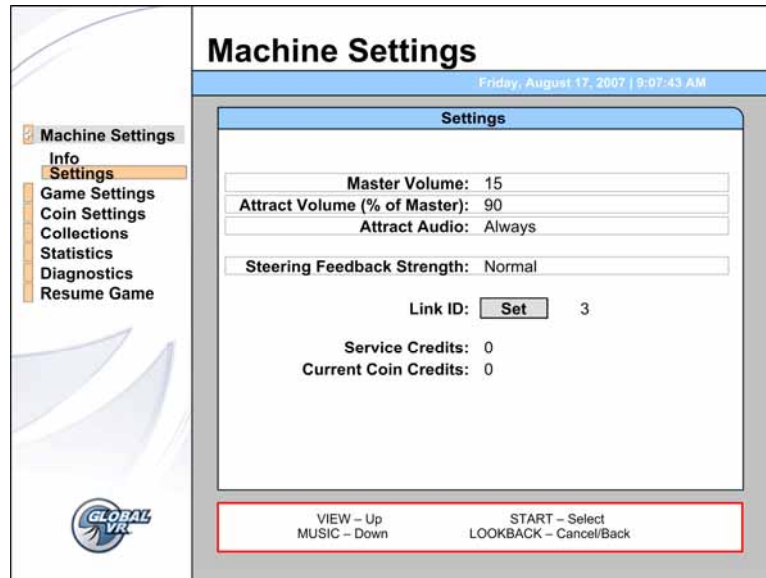 Machine Settings
Friday, August 17, 2007 | 9:07:43 AM
Machine Settings
Info
Settings
Game Settings
Coin Settings
Collections
Statistics
Diagnostics
Resume Game
Settings
Master Volume: 15
Attract Volume (% of Master): 90
Attract Audio: Always
Steering Feedback Strength: Normal
Link ID: Set 3
Service Credits: 0
Current Coin Credits: 0
GLOBAL
VR
VIEW – Up START – Select
MUSIC – Down LOOKBACK – Cancel/Back